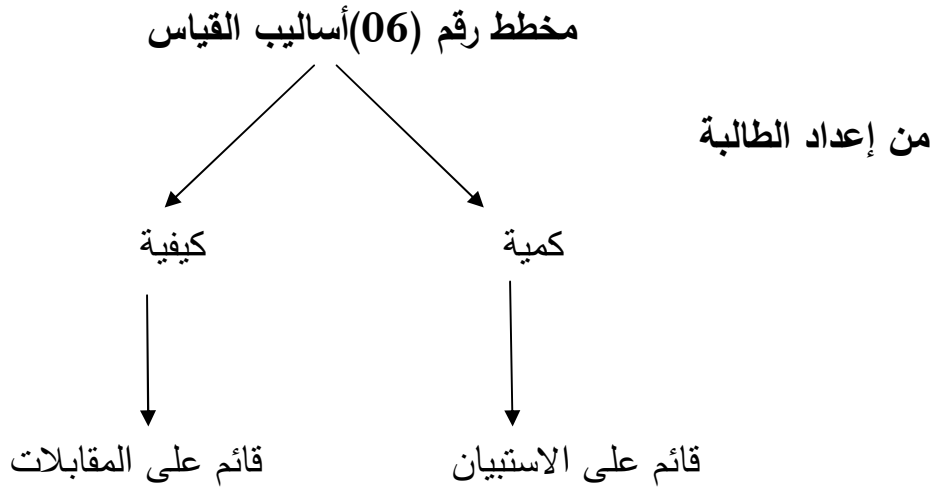 مخطط رقم (06)أساليب القياس
من إعداد الطالبة
كمية
كيفية
قائم على الاستبيان
قائم على المقابلات